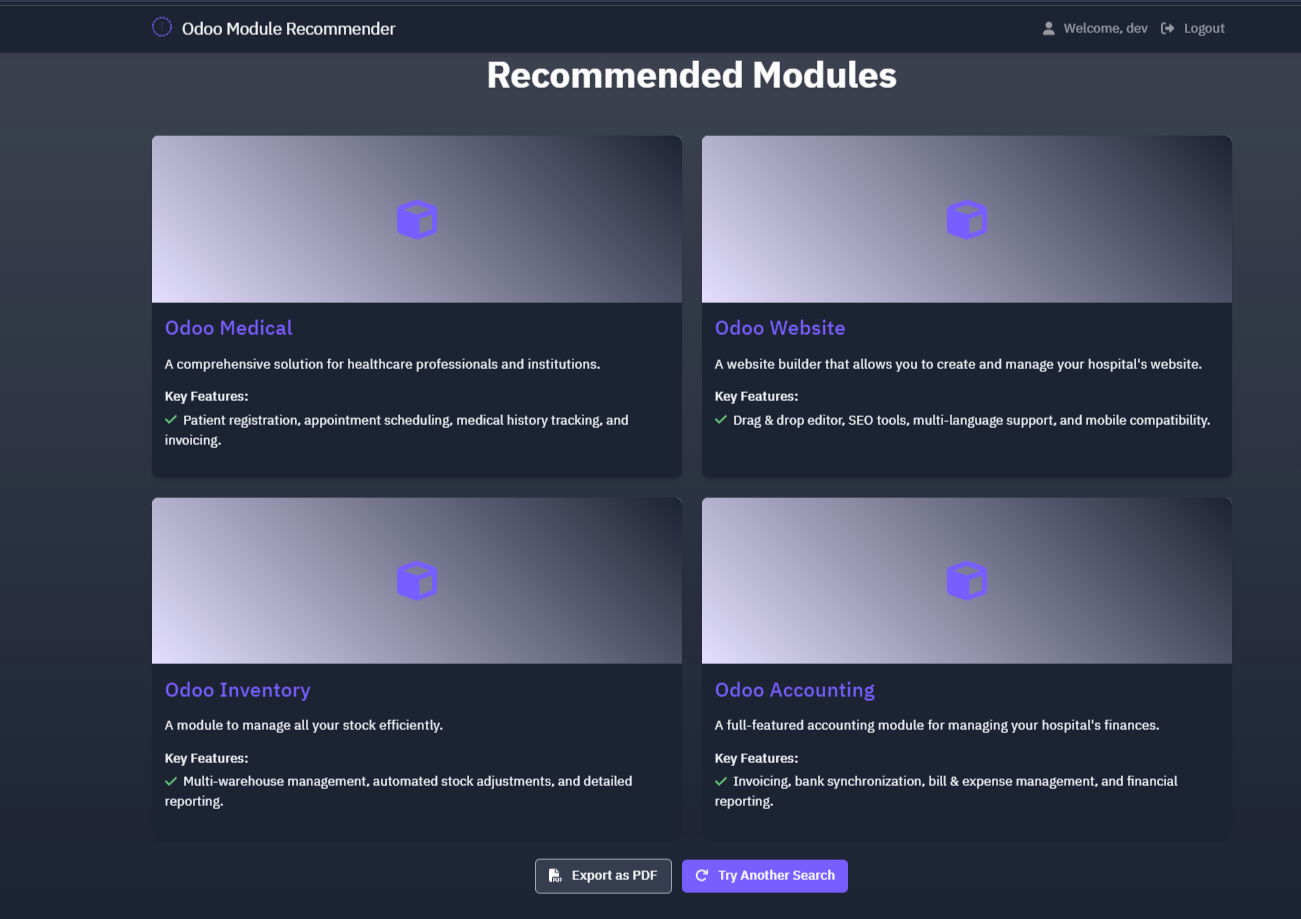 Odoo Module Recommender
Welcome, dev
Logout
Recommended Modules
Odoo Medical
A comprehensive solution for healthcare professionals and institutions.
Key Features:
Patient registration, appointment scheduling, medical history tracking, and
invoicing.
Odoo Website
A website builder that allows you to create and manage your hospital's website.
Key Features:
Drag & drop editor, SEO tools, multi-language support, and mobile compatibility.
Odoo Inventory
A module to manage all your stock efficiently.
Key Features:
Multi-warehouse management, automated stock adjustments, and detailed
reporting.
Odoo Accounting
A full-featured accounting module for managing your hospital's finances.
Key Features:
Invoicing, bank synchronization, bill & expense management, and financial
reporting.
Export as PDF
Try Another Search